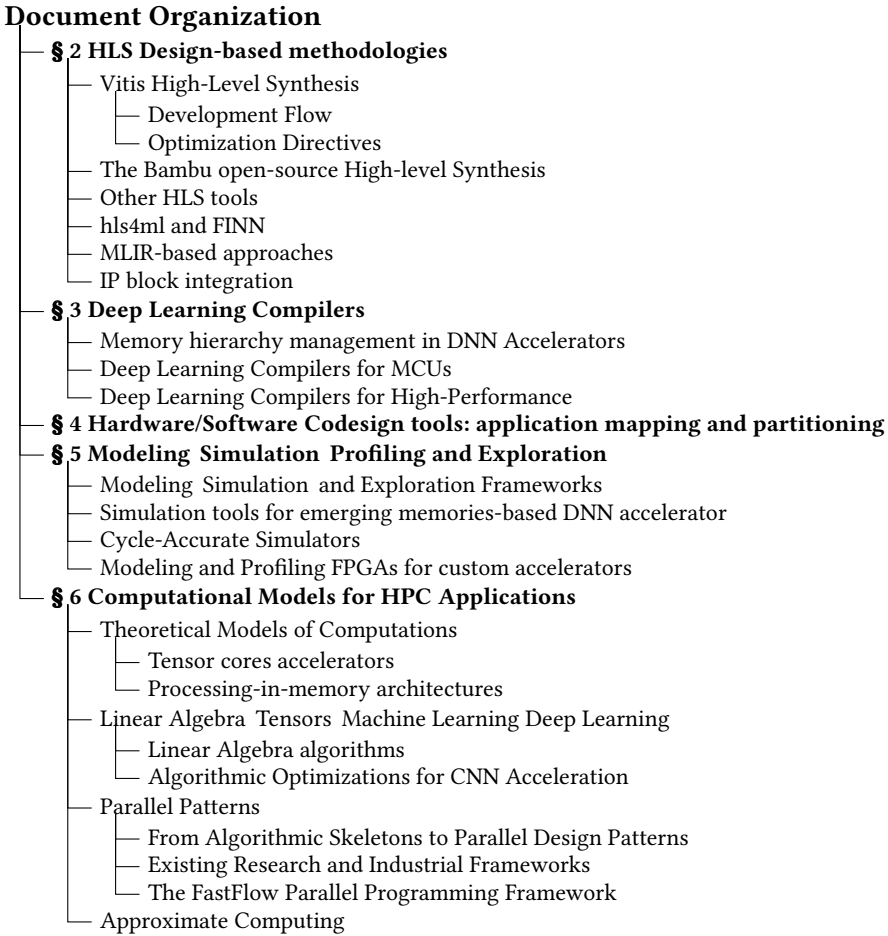 Document Organization
§ 2 HLS Design-based methodologies
Vitis High-Level Synthesis
Development Flow
Optimization Directives
The Bambu open-source High-level Synthesis
Other HLS tools
hls4ml and FINN
MLIR-based approaches
IP block integration
§ 3 Deep Learning Compilers
Memory hierarchy management in DNN Accelerators
Deep Learning Compilers for MCUs
Deep Learning Compilers for High-Performance
§ 4 Hardware/Software Codesign tools: application mapping and partitioning
§ 5 Modeling Simulation Profiling and Exploration
Modeling Simulation and Exploration Frameworks
Simulation tools for emerging memories-based DNN accelerator
Cycle-Accurate Simulators
Modeling and Profiling FPGAs for custom accelerators
§ 6 Computational Models for HPC Applications
Theoretical Models of Computations
Tensor cores accelerators
Processing-in-memory architectures
Linear Algebra Tensors Machine Learning Deep Learning
Linear Algebra algorithms
Algorithmic Optimizations for CNN Acceleration
Parallel Patterns
From Algorithmic Skeletons to Parallel Design Patterns
Existing Research and Industrial Frameworks
The FastFlow Parallel Programming Framework
Approximate Computing